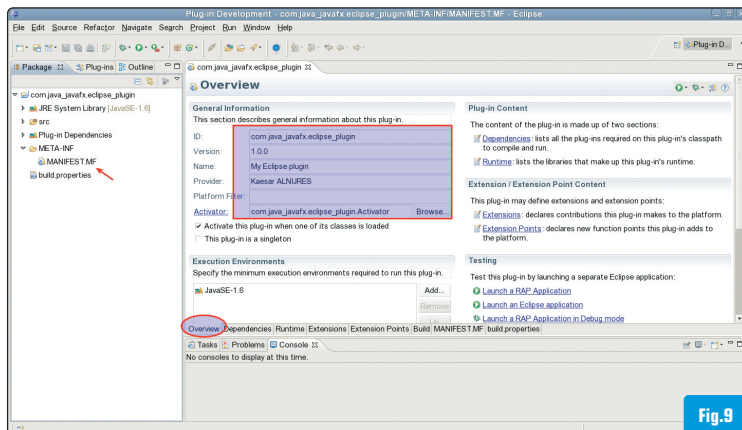 Plug-in Development - com.java_javafx.eclipse_plugin/META-INF/MANIFEST.MF - Eclipse
File Edit Source Refactor Navigate Search Project Run Window Help
Plug-in D...
Package Plug-ins Outline
com.java_javafx.eclipse_plugin
JRE System Library [JavaSE-1.6]
src
Plug-in Dependencies
META-INF
MANIFEST.MF
build.properties
com.java_javafx.eclipse_plugin
Overview
General Information
This section describes general information about this plug-in.
ID: com.java_javafx.eclipse_plugin
Version: 1.0.0
Name: My Eclipse plugin
Provider: Kaesar ALNIJRES
Platform Filter:
Activator: com.java_javafx.eclipse_plugin.Activator Browse...
Activate this plug-in when one of its classes is loaded
This plug-in is a singleton
Execution Environments
Specify the minimum execution environments required to run this plug-in.
JavaSE-1.6
Add...
Remove
Up
Plug-in Content
The content of the plug-in is made up of two sections:
Dependencies: lists all the plug-ins required on this plug-in's classpath
to compile and run.
Runtime: lists the libraries that make up this plug-in's runtime.
Extension / Extension Point Content
This plug-in may define extensions and extension points:
Extensions: declares contributions this plug-in makes to the platform.
Extension Points: declares new function points this plug-in adds to
the platform.
Testing
Test this plug-in by launching a separate Eclipse application:
Launch a RAP Application
Launch an Eclipse application
Launch a RAP Application in Debug mode
Overview Dependencies Runtime Extensions Extension Points Build MANIFEST.MF build.properties
Tasks Problems Console
No consoles to display at this time.
Fig.9